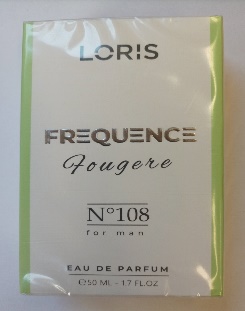 LORIS
FREQUENCE
Fougere
N°108
for man
EAU DE PARFUM
℮50 ML - 1.7 FL.OZ